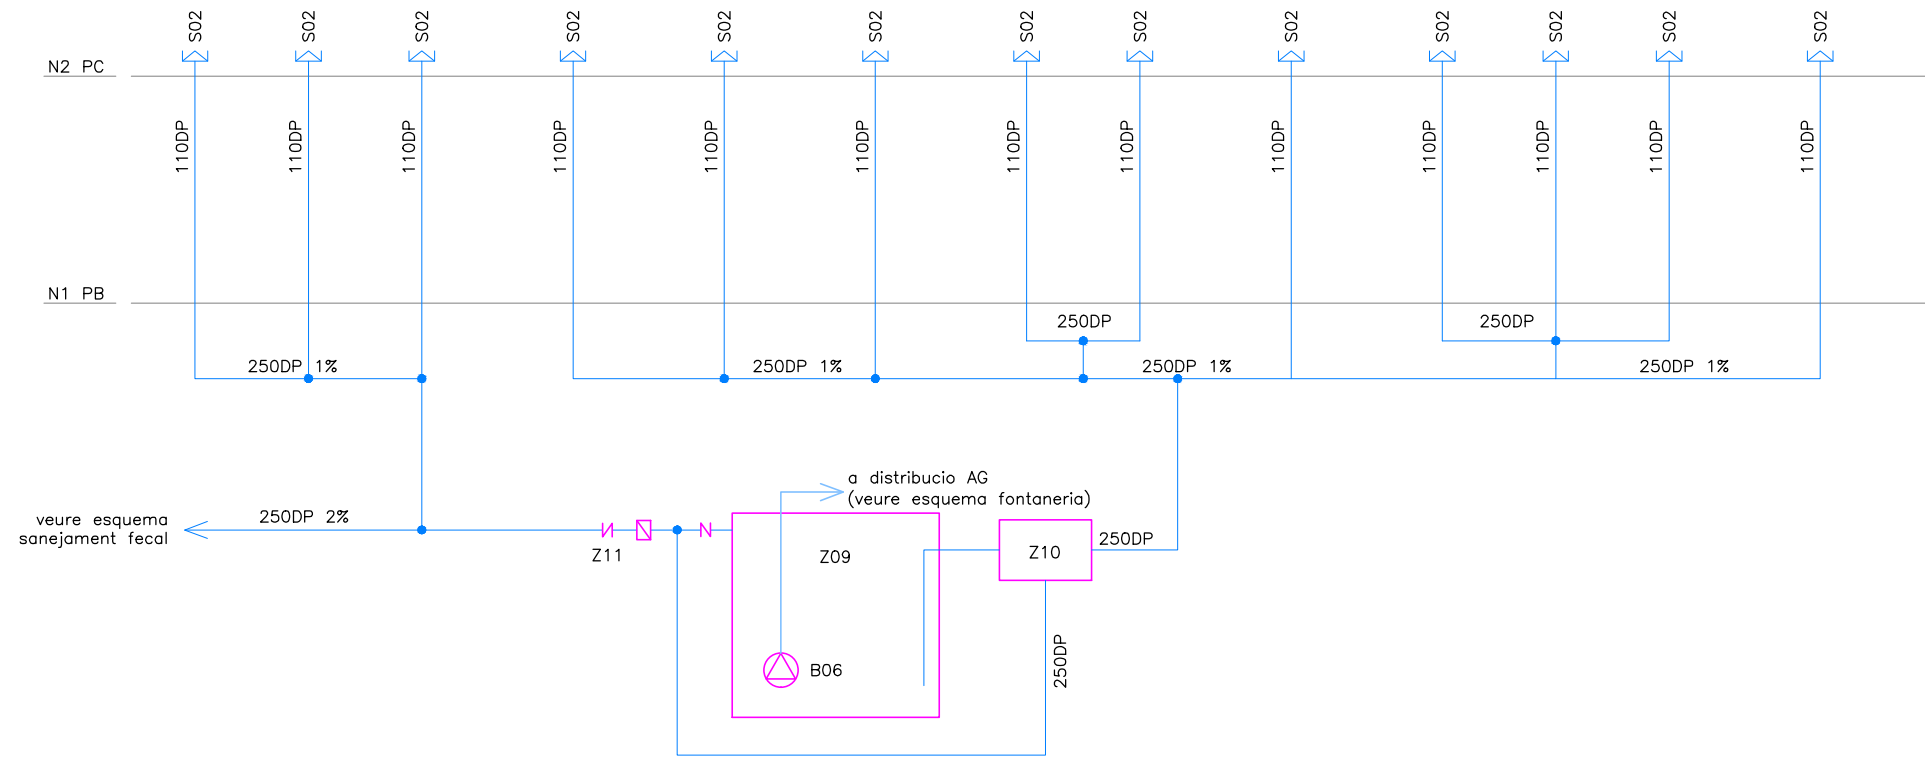 S02 S02 S02 S02 S02 S02 S02 S02 S02 S02 S02 S02 S02
N2 PC
110DP 110DP 110DP 110DP 110DP 110DP 110DP 110DP 110DP 110DP 110DP 110DP 110DP
N1 PB
250DP 250DP
250DP 1% 250DP 1% 250DP 1% 250DP 1%
a distribucio AG
(veure esquema fontaneria)
veure esquema
sanejament fecal
250DP 2%
Z11
Z09
Z10
250DP
B06
250DP